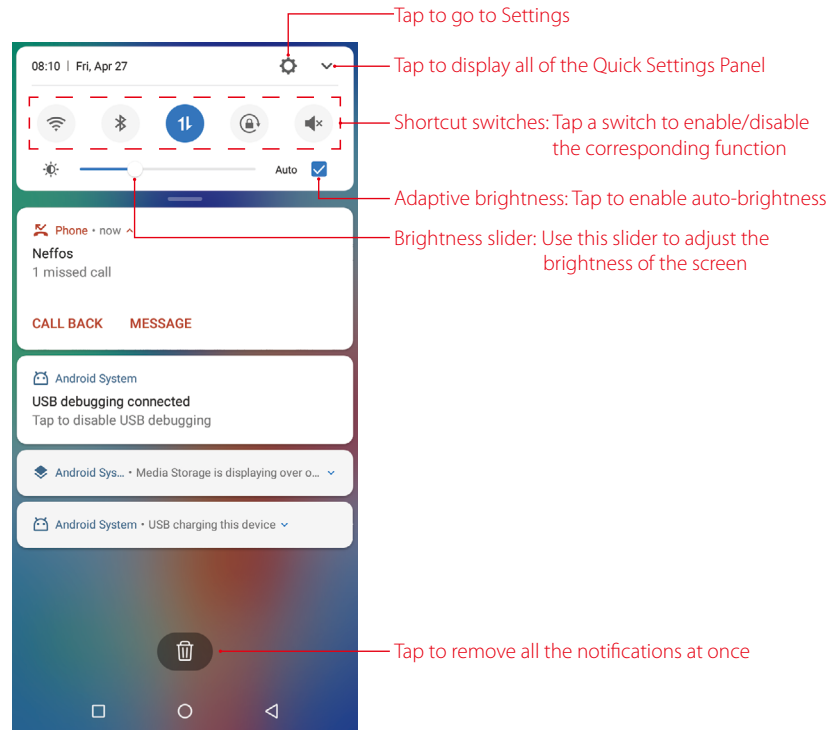 Tap to go to Settings
08:10 | Fri, Apr 27
Tap to display all of the Quick Settings Panel
Shortcut switches: Tap a switch to enable/disable
the corresponding function
Auto
Adaptive brightness: Tap to enable auto-brightness
Brightness slider: Use this slider to adjust the
brightness of the screen
Phone • now
Neffos
1 missed call
CALL BACK MESSAGE
Android System
USB debugging connected
Tap to disable USB debugging
Android Sys... • Media Storage is displaying over o...
Android System • USB charging this device
Tap to remove all the notifications at once